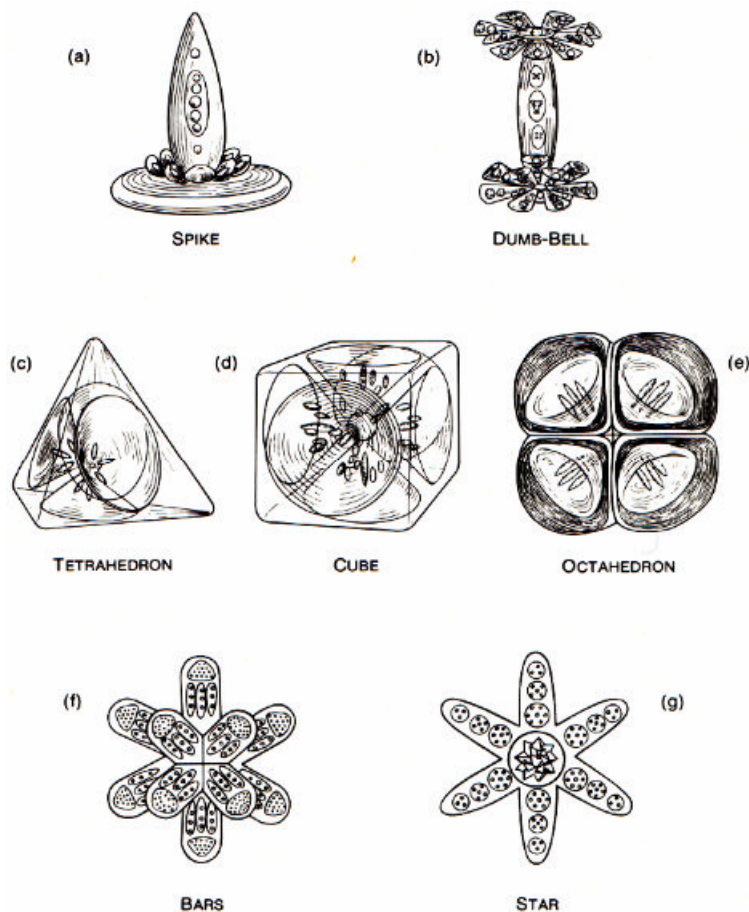 (a)
(b)
SPIKE
DUMB-BELL
(c)
(d)
(e)
TETRAHEDRON
CUBE
OCTAHEDRON
(f)
(g)
BARS
STAR